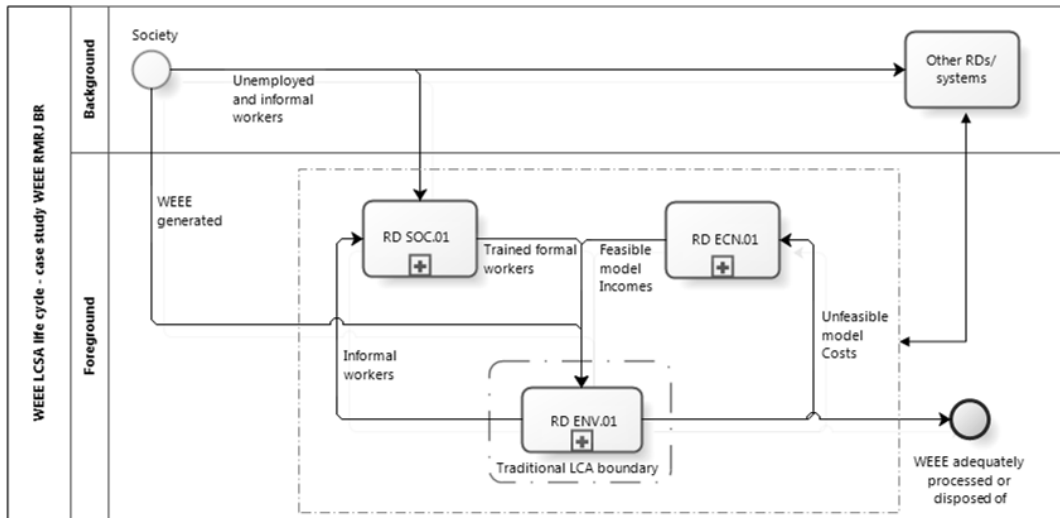 WEEE LCSA life cycle - case study WEEE RMRJ BR
Background
Society
Unemployed
and informal
workers
Other RDs/
systems
Foreground
WEEE
generated
RD SOC.01
Trained formal
workers
RD ECN.01
Feasible
model
Incomes
Unfeasible
model
Costs
Informal
workers
RD ENV.01
Traditional LCA boundary
WEEE adequately
processed or
disposed of